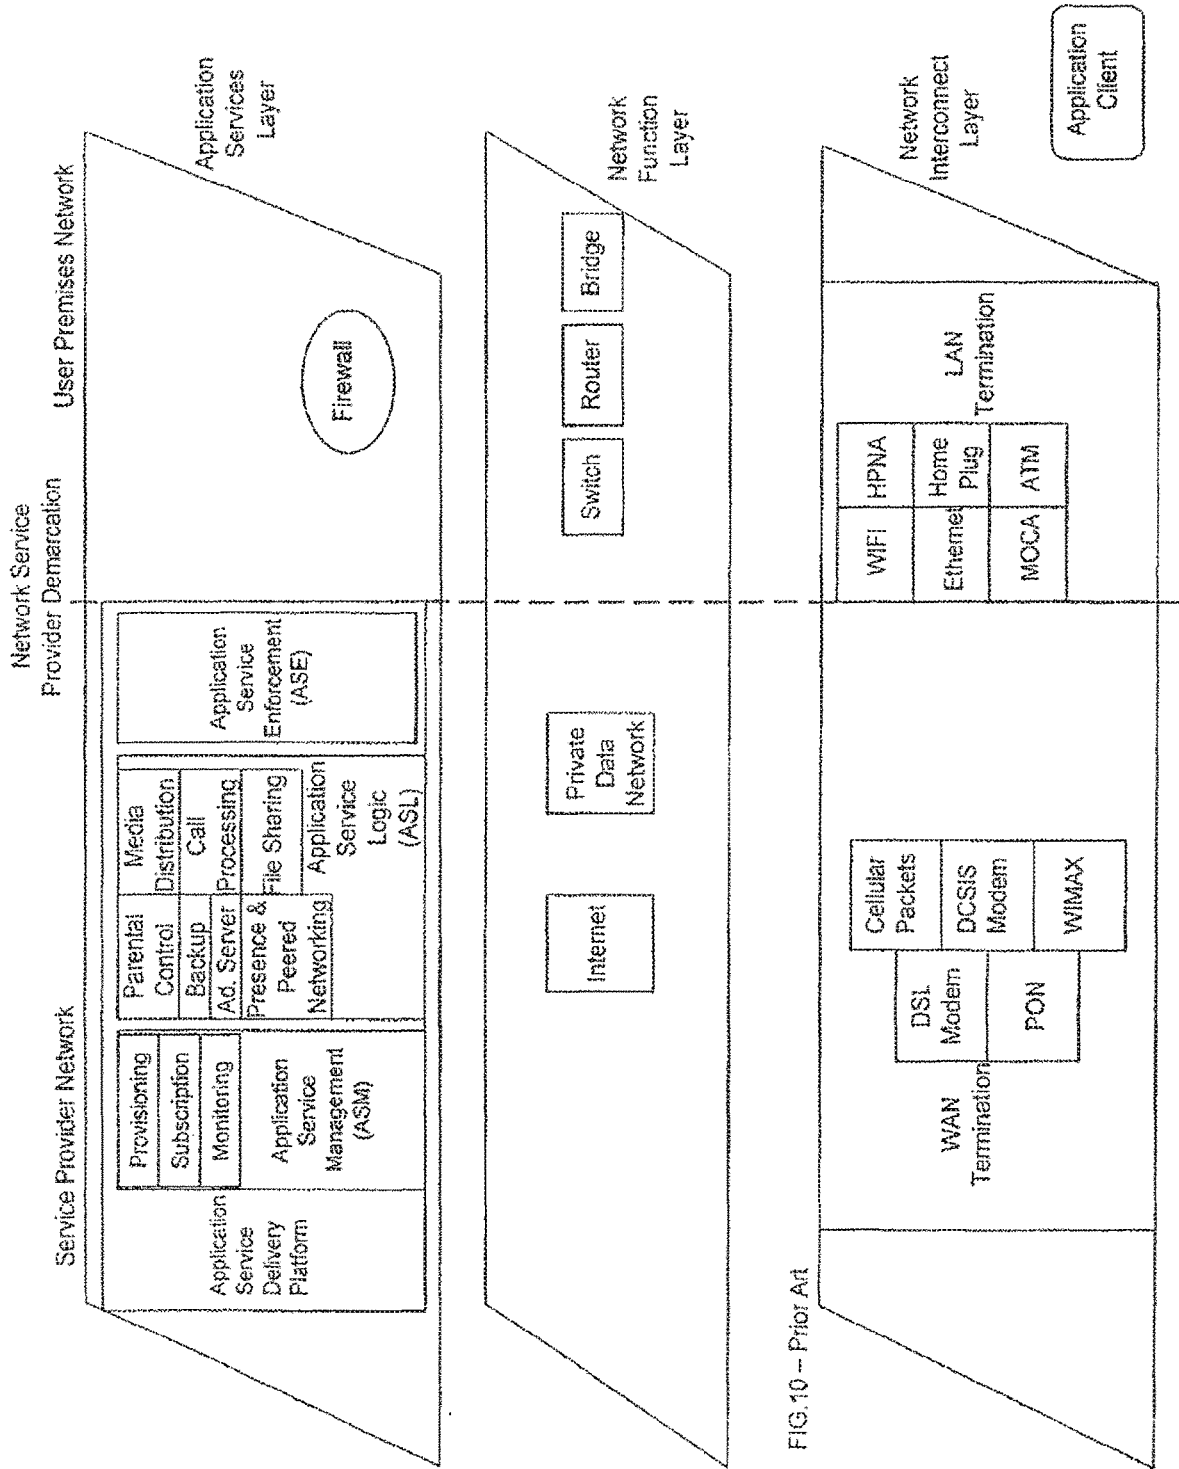 Network Service
Provider Demarcation
Service Provider Network
User Premises Network
Application
Services
Layer
Application
Service
Delivery
Platform
Provisioning
Subscription
Monitoring
Application
Service
Management
(ASM)
Parental
Control
Backup
Ad. Server
Presence &
Peered
Networking
Media
Distribution
Call
Processing
File Sharing
Application
Service
Logic
(ASL)
Application
Service
Enforcement
(ASE)
Firewall
Network
Function
Layer
Internet
Private
Data
Network
Switch
Router
Bridge
FIG. 10 – Prior Art
Network
Interconnect
Layer
WAN
Termination
DSL
Modem
PON
Cellular
Packets
DCSIS
Modem
WIMAX
WIFI
HPNA
Ethernet
Home
Plug
MOCA
ATM
LAN
Termination
Application
Client